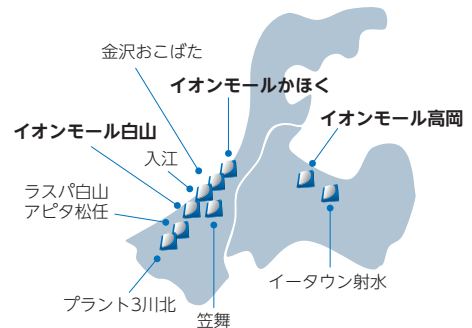 金沢おこばた
イオンモールかほく
イオンモール高岡
イオンモール白山
入江
ラスパ白山
アピタ松任
イータウン射水
プラント3川北
笠舞